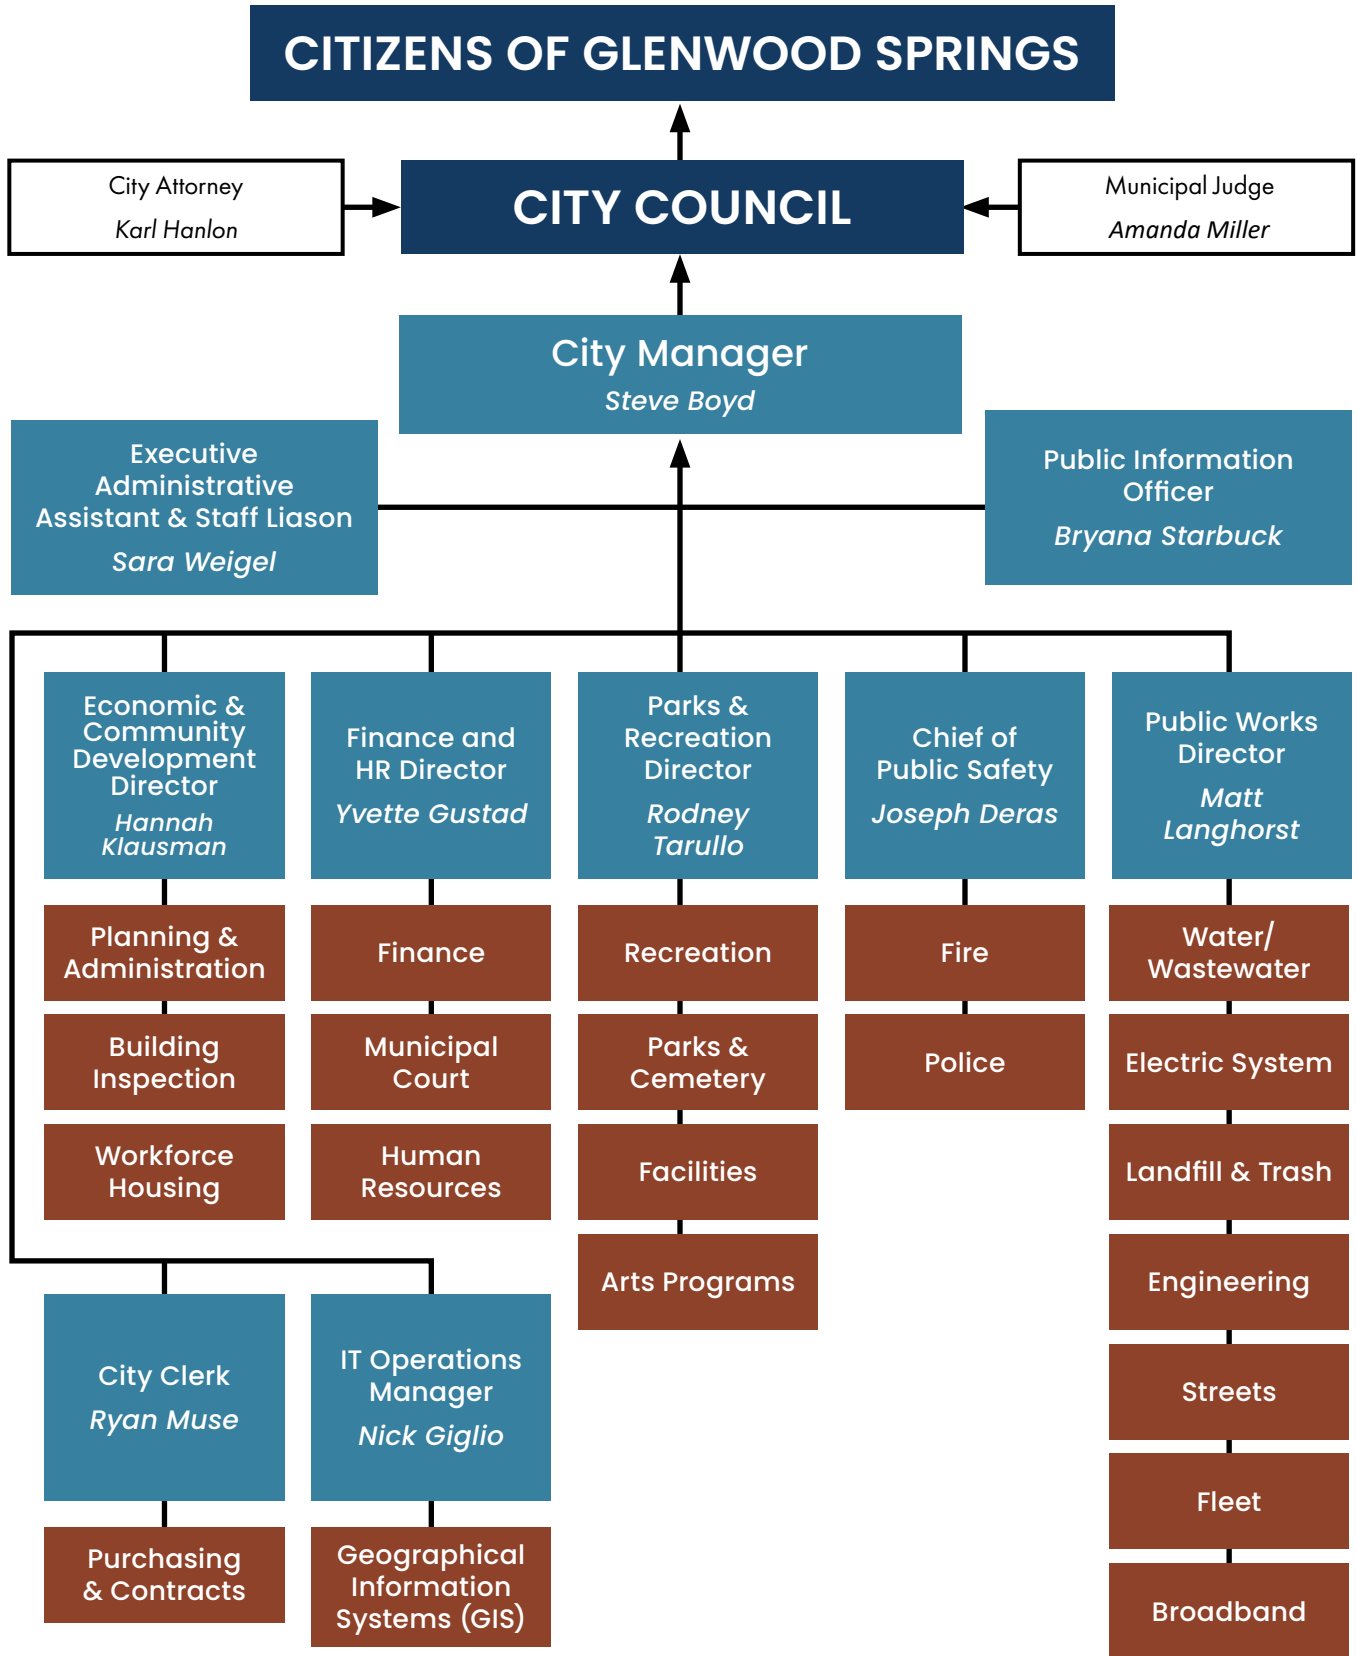 CITIZENS OF GLENWOOD SPRINGS
City Attorney
Karl Hanlon
CITY COUNCIL
Municipal Judge
Amanda Miller
City Manager
Steve Boyd
Executive
Administrative
Assistant & Staff Liason
Sara Weigel
Public Information
Officer
Bryana Starbuck
Economic &
Community
Development
Director
Hannah
Klausman
Finance and
HR Director
Yvette Gustad
Parks &
Recreation
Director
Rodney
Tarullo
Chief of
Public Safety
Joseph Deras
Public Works
Director
Matt
Langhorst
Planning &
Administration
Finance
Recreation
Fire
Water/
Wastewater
Building
Inspection
Municipal
Court
Parks &
Cemetery
Police
Electric System
Workforce
Housing
Human
Resources
Facilities
Landfill & Trash
Arts Programs
Engineering
City Clerk
Ryan Muse
IT Operations
Manager
Nick Giglio
Streets
Fleet
Purchasing
& Contracts
Geographical
Information
Systems (GIS)
Broadband